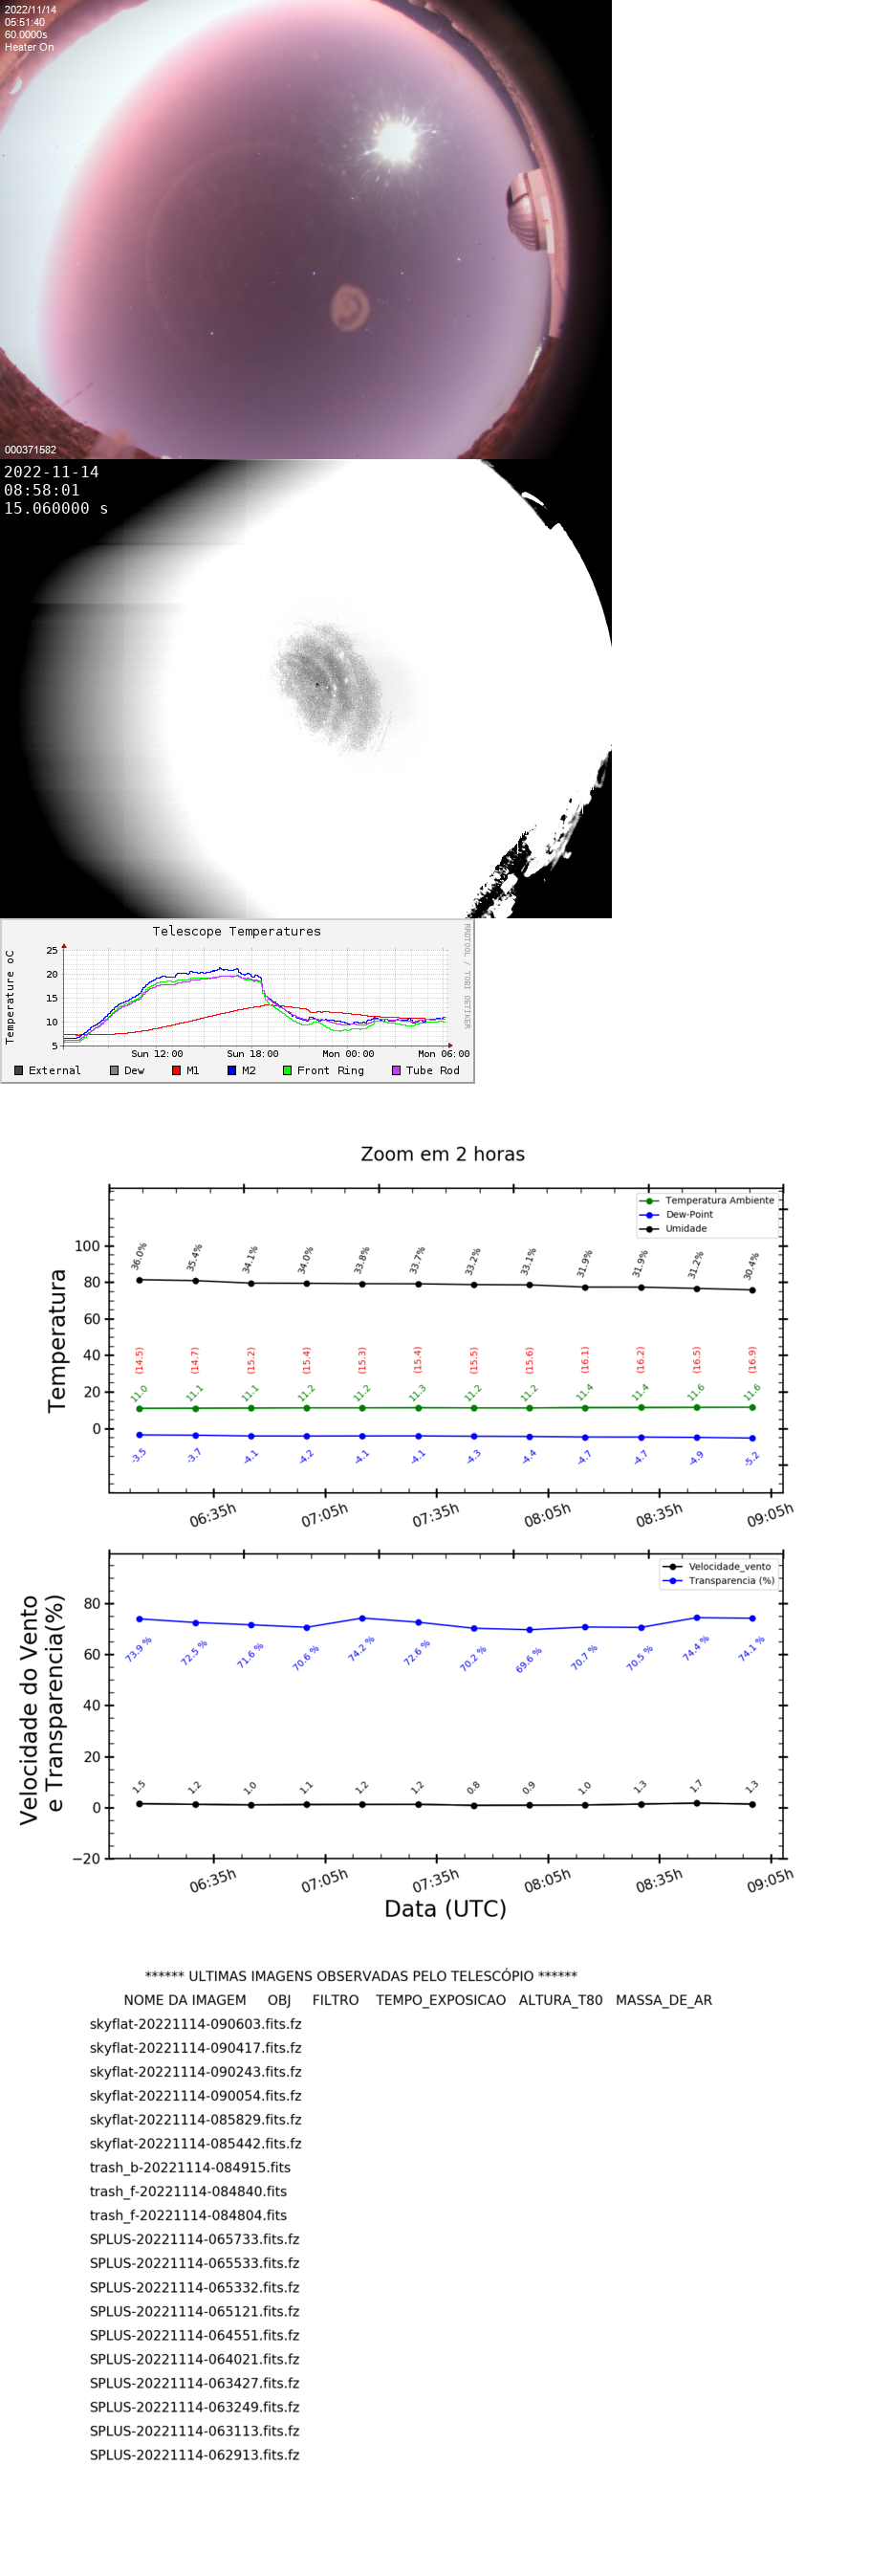 2022/11/14
05:51:40
60.0000s
Heater On
000371582
2022-11-14
08:58:01
15.060000 s
Telescope Temperatures
RRDTOOL / TOBI OETIKER
Temperature oC
25
20
15
10
5
Sun 12:00 Sun 18:00 Mon 00:00 Mon 06:00
External Dew M1 M2 Front Ring Tube Rod
Zoom em 2 horas
Temperatura Ambiente
Dew-Point
Umidade
Temperatura
100
80
60
40
20
0
36.0% 35.4% 34.1% 34.0% 33.8% 33.7% 33.2% 33.1% 31.9% 31.9% 31.2% 30.4%
(14.5) (14.7) (15.2) (15.4) (15.3) (15.4) (15.5) (15.6) (16.1) (16.2) (16.5) (16.9)
11.0 11.1 11.1 11.2 11.2 11.3 11.2 11.2 11.4 11.4 11.6 11.6
-3.5 -3.7 -4.1 -4.2 -4.1 -4.1 -4.3 -4.4 -4.7 -4.7 -4.9 -5.2
06:35h 07:05h 07:35h 08:05h 08:35h 09:05h
Velocidade_vento
Transparencia (%)
Velocidade do Vento
e Transparencia(%)
80
60
40
20
0
−20
73.9 % 72.5 % 71.6 % 70.6 % 74.2 % 72.6 % 70.2 % 69.6 % 70.7 % 70.5 % 74.4 % 74.1 %
1.5 1.2 1.0 1.1 1.2 1.2 0.8 0.9 1.0 1.3 1.7 1.3
06:35h 07:05h 07:35h 08:05h 08:35h 09:05h
Data (UTC)
****** ULTIMAS IMAGENS OBSERVADAS PELO TELESCÓPIO ******
NOME DA IMAGEM OBJ FILTRO TEMPO_EXPOSICAO ALTURA_T80 MASSA_DE_AR
skyflat-20221114-090603.fits.fz
skyflat-20221114-090417.fits.fz
skyflat-20221114-090243.fits.fz
skyflat-20221114-090054.fits.fz
skyflat-20221114-085829.fits.fz
skyflat-20221114-085442.fits.fz
trash_b-20221114-084915.fits
trash_f-20221114-084840.fits
trash_f-20221114-084804.fits
SPLUS-20221114-065733.fits.fz
SPLUS-20221114-065533.fits.fz
SPLUS-20221114-065332.fits.fz
SPLUS-20221114-065121.fits.fz
SPLUS-20221114-064551.fits.fz
SPLUS-20221114-064021.fits.fz
SPLUS-20221114-063427.fits.fz
SPLUS-20221114-063249.fits.fz
SPLUS-20221114-063113.fits.fz
SPLUS-20221114-062913.fits.fz